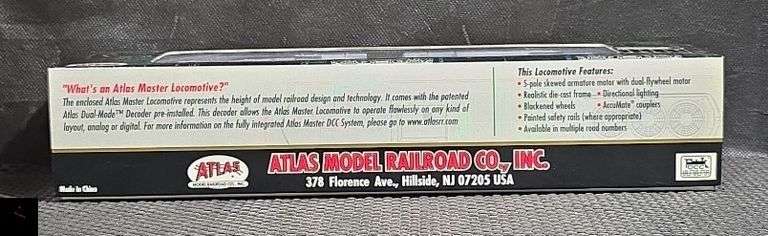 "What's an Atlas Master Locomotive?"
The enclosed Atlas Master Locomotive represents the height of model railroad design and technology. It comes with the patented
Atlas Dual-Mode™ Decoder pre-installed. This decoder allows the Atlas Master Locomotive to operate flawlessly on any kind of
layout, analog or digital. For more information on the fully integrated Atlas Master DCC System, please go to www.atlasrr.com
This Locomotive Features:
• 5-pole skewed armature motor with dual-flywheel motor
• Realistic die-cast frame • Directional lighting
• Blackened wheels • AccuMate® couplers
• Painted safety rails (where appropriate)
• Available in multiple road numbers
ATLAS
MODEL RAILROAD CO., INC.
ATLAS MODEL RAILROAD CO., INC.
378 Florence Ave., Hillside, NJ 07205 USA
Made in China